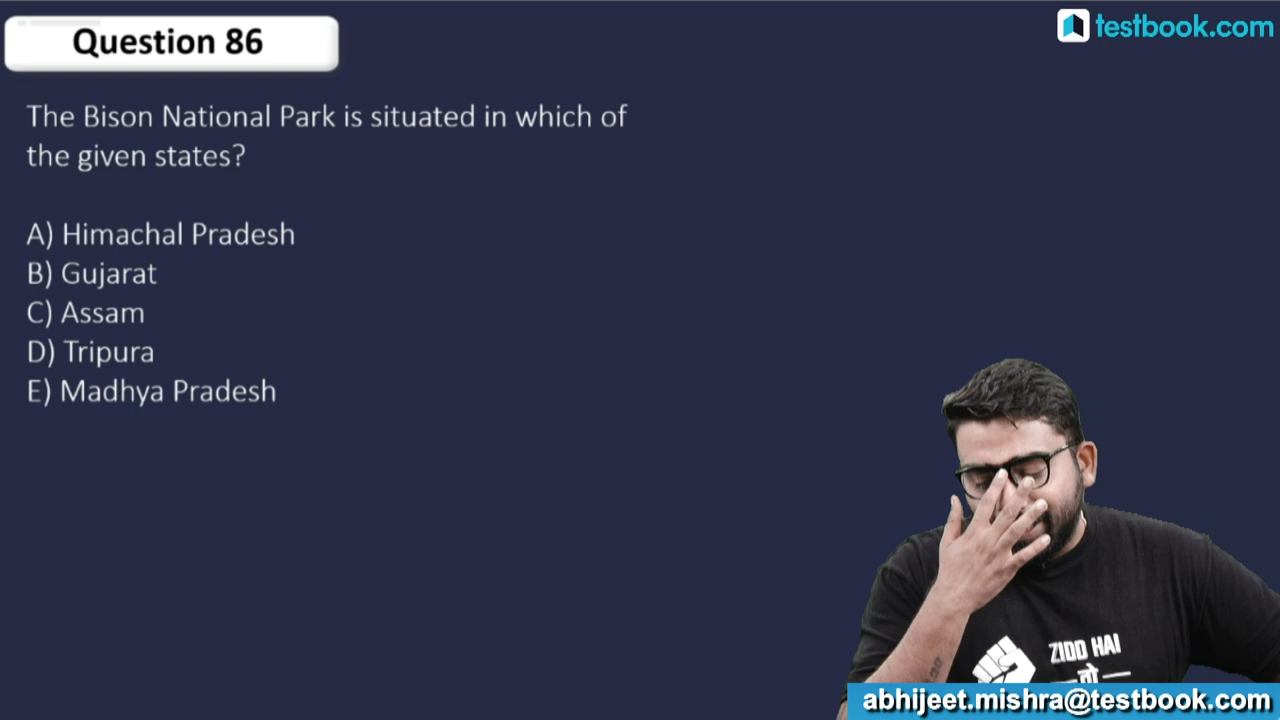 Question 86
testbook.com
The Bison National Park is situated in which of
the given states?
A) Himachal Pradesh
B) Gujarat
C) Assam
D) Tripura
E) Madhya Pradesh
ZIDD HAI
तो
abhijeet.mishra@testbook.com